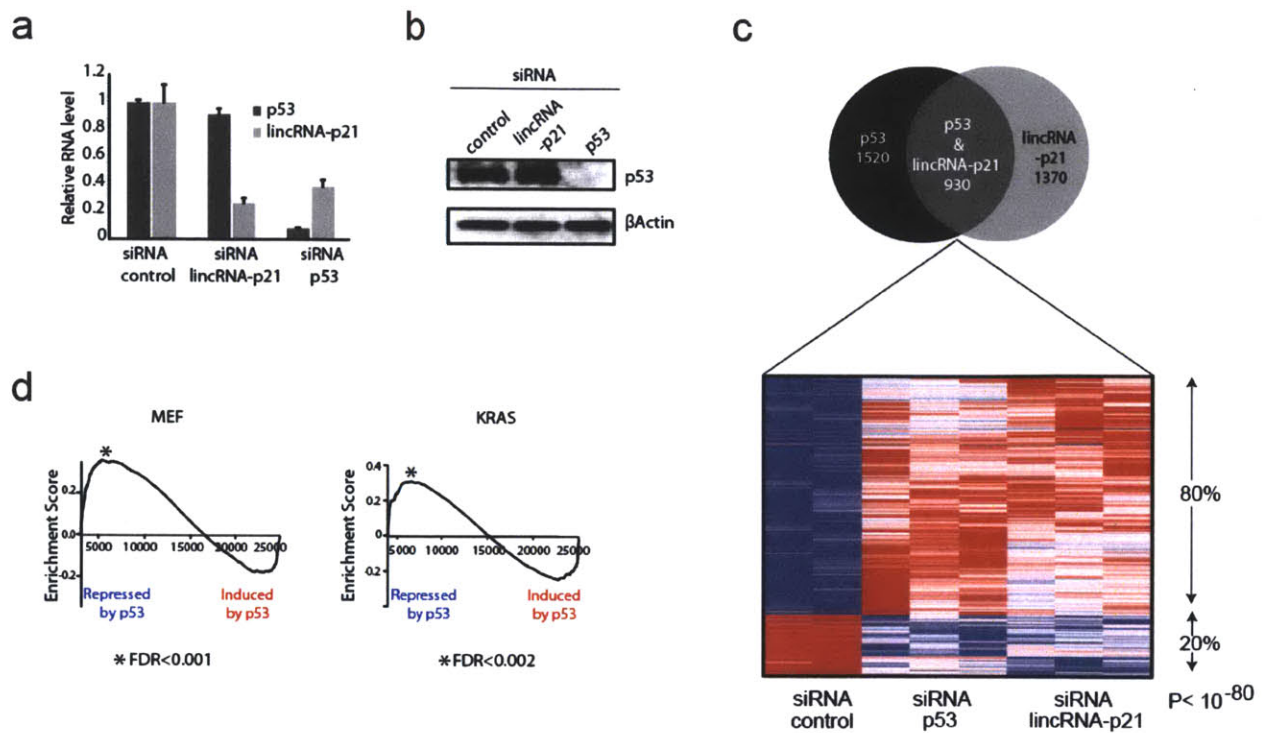 a
Relative RNA level
1.2
1
0.8
0.6
0.4
0.2
0
p53
lincRNA-p21
siRNA control
siRNA lincRNA-p21
siRNA p53
b
siRNA
control
lincRNA -p21
p53
p53
βActin
c
p53
1520
p53
&
lincRNA-p21
930
lincRNA
-p21
1370
80%
20%
siRNA control
siRNA p53
siRNA lincRNA-p21
P< 10-80
d
MEF
Enrichment Score
0.2
0.0
-0.2
5000 10000 15000 20000 25000
*
Repressed by p53
Induced by p53
* FDR<0.001
KRAS
Enrichment Score
0.4
0.2
0
-0.2
5000 10000 15000 20000 25000
*
Repressed by p53
Induced by p53
*FDR<0.002